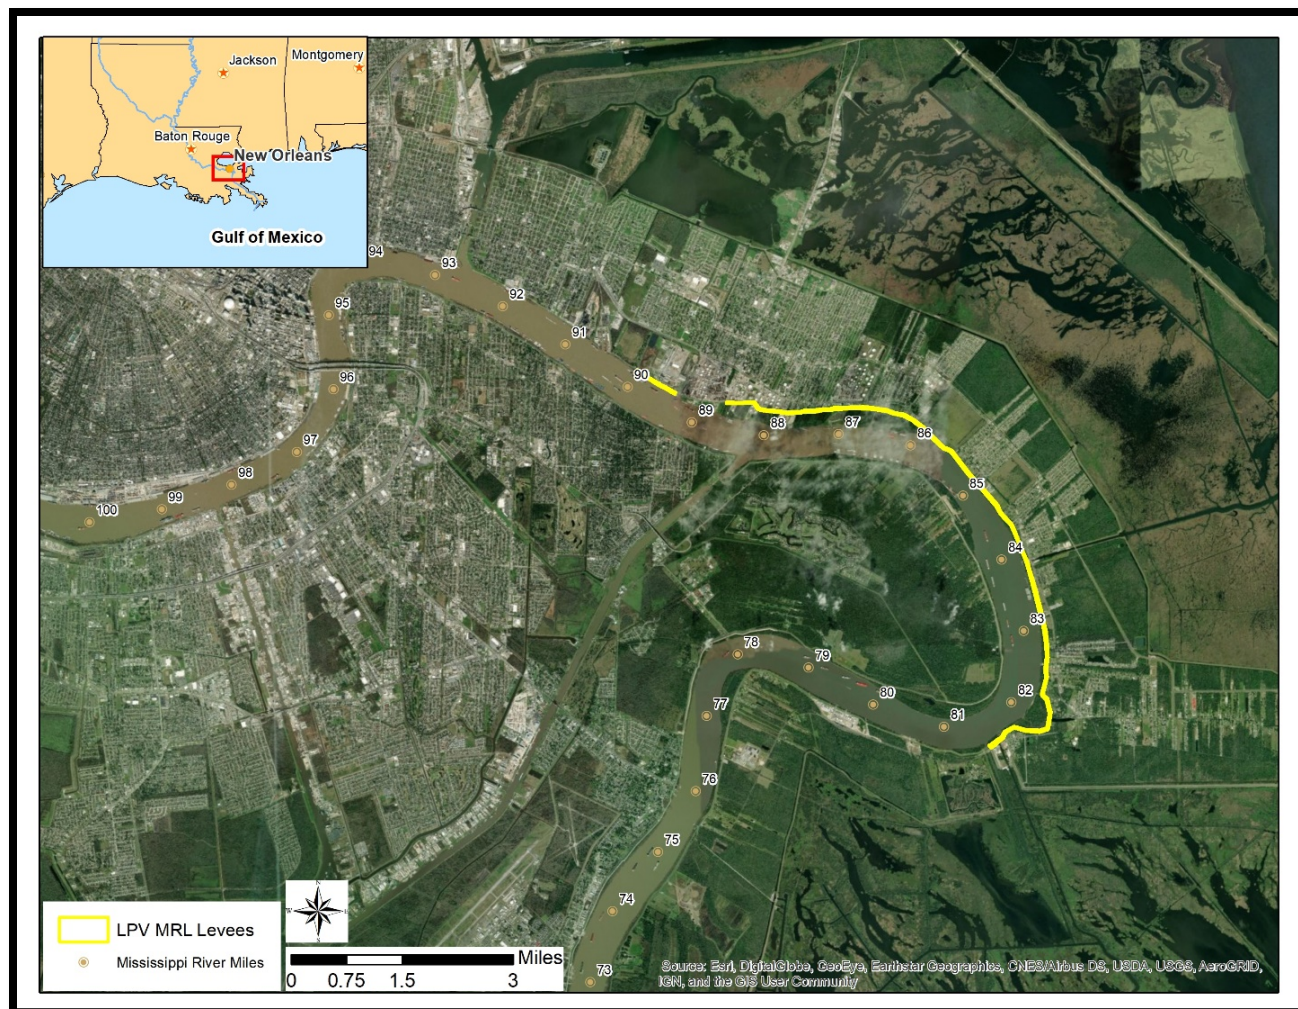 Jackson
Montgomery
Baton Rouge
New Orleans
Gulf of Mexico
94
93
92
91
90
89
88
87
86
85
84
83
82
81
80
79
78
77
76
75
74
73
95
96
97
98
99
100
N
W
E
S
LPV MRL Levees
Mississippi River Miles
Miles
0 0.75 1.5 3
Source: Esri, DigitalGlobe, GeoEye, Earthstar Geographics, CNES/Airbus DS, USDA, USGS, AeroGRID,
IGN, and the GIS User Community